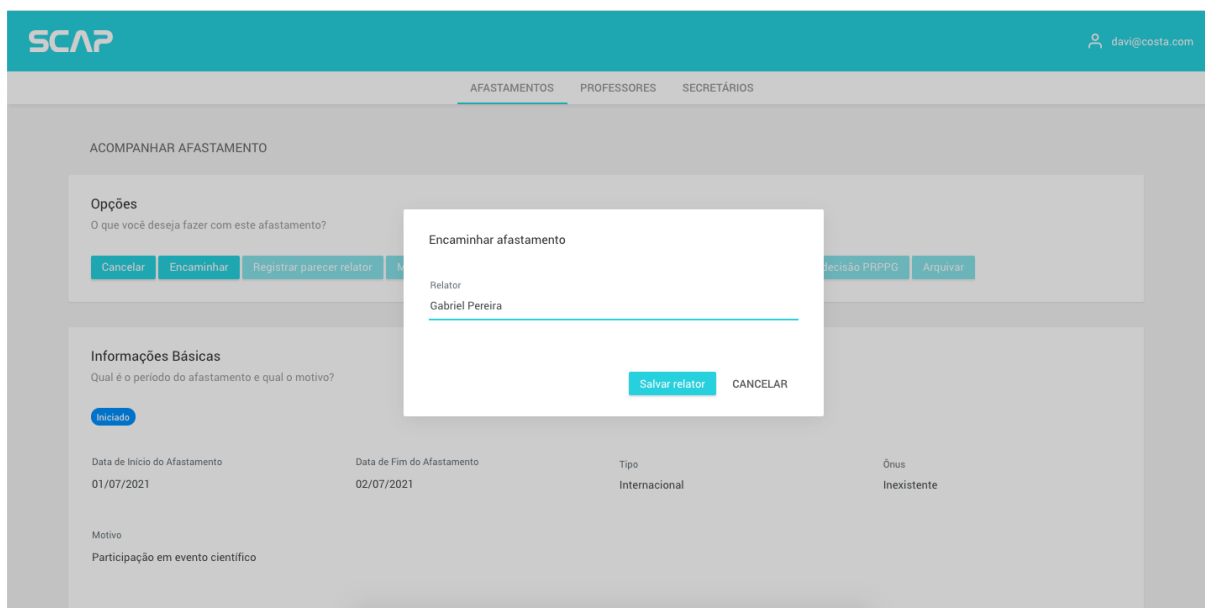 SCAP
davi@costa.com
AFASTAMENTOS PROFESSORES SECRETÁRIOS
ACOMPANHAR AFASTAMENTO
Opções
O que você deseja fazer com este afastamento?
Cancelar Encaminhar Registrar parecer relator M decisão PRPPG Arquivar
Encaminhar afastamento
Relator
Gabriel Pereira
Salvar relator CANCELAR
Informações Básicas
Qual é o período do afastamento e qual o motivo?
Iniciado
Data de Início do Afastamento Data de Fim do Afastamento Tipo Ônus
01/07/2021 02/07/2021 Internacional Inexistente
Motivo
Participação em evento científico